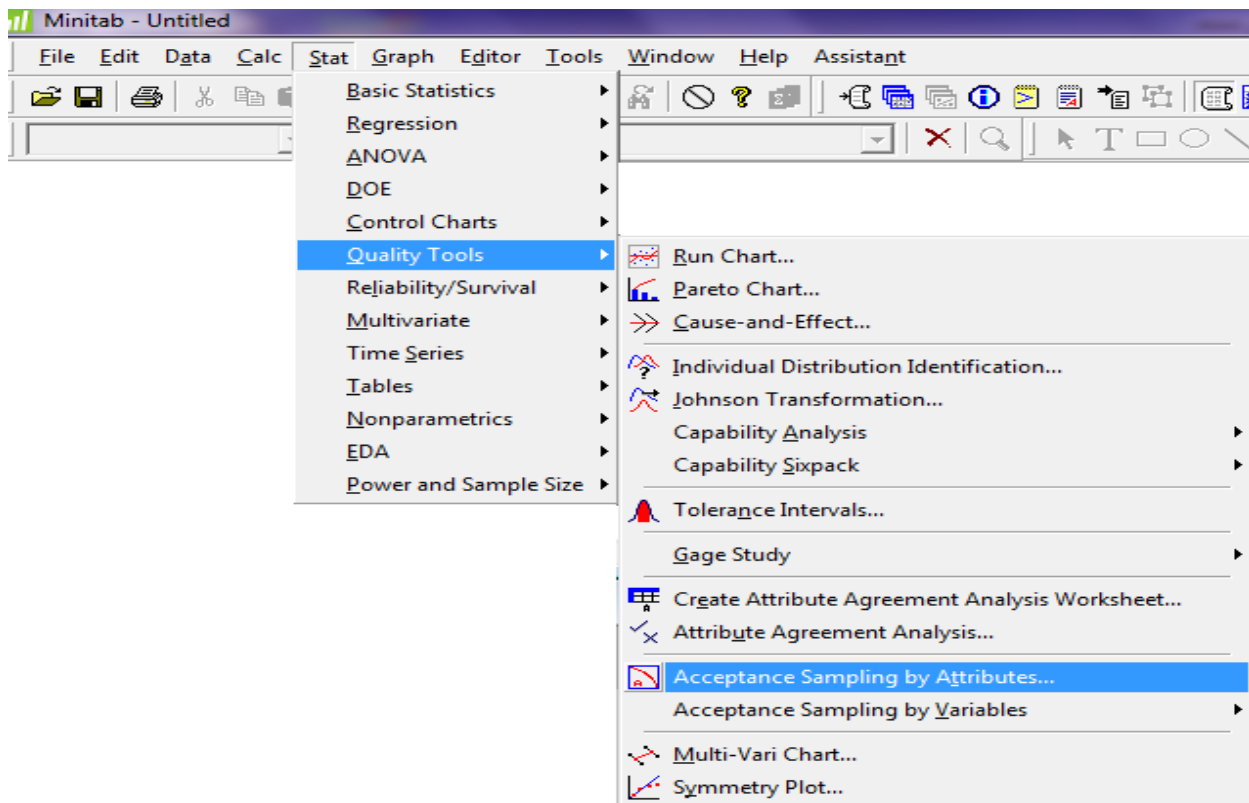 Minitab - Untitled
File Edit Data Calc Stat Graph Editor Tools Window Help Assistant
Basic Statistics
Regression
ANOVA
DOE
Control Charts
Quality Tools
Reliability/Survival
Multivariate
Time Series
Tables
Nonparametrics
EDA
Power and Sample Size
Run Chart...
Pareto Chart...
Cause-and-Effect...
Individual Distribution Identification...
Johnson Transformation...
Capability Analysis
Capability Sixpack
Tolerance Intervals...
Gage Study
Create Attribute Agreement Analysis Worksheet...
Attribute Agreement Analysis...
Acceptance Sampling by Attributes...
Acceptance Sampling by Variables
Multi-Vari Chart...
Symmetry Plot...